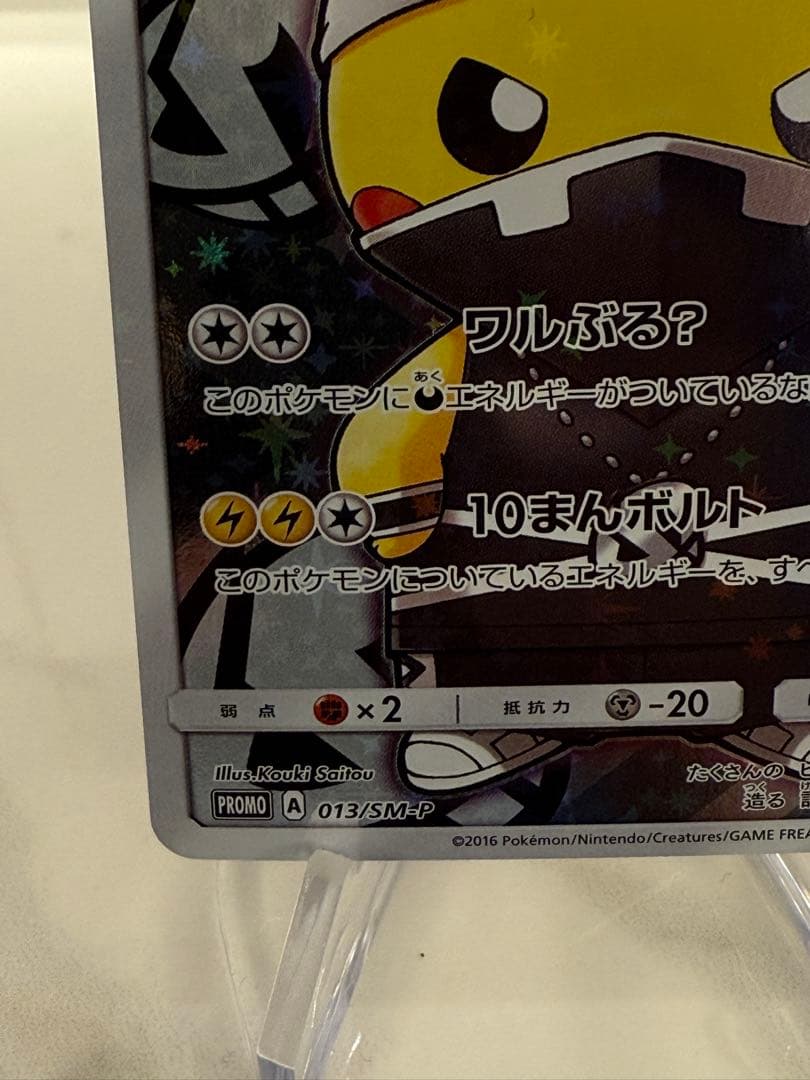 ワルぶる?
あく
このポケモンにエネルギーがついているな
10まんボルト
このポケモンについているエネルギーを、すべ
弱点 ×2 抵抗力 -20
Illus.Kouki Saitou
PROMO A 013/SM-P
たくさんの
つく
造る
©2016 Pokémon/Nintendo/Creatures/GAME FREA